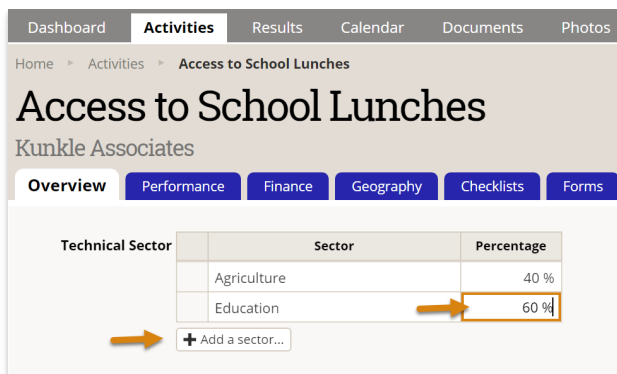 Dashboard Activities Results Calendar Documents Photos
Home Activities Access to School Lunches
Access to School Lunches
Kunkle Associates
Overview Performance Finance Geography Checklists Forms
Technical Sector Sector Percentage
Agriculture 40 %
Education 60 %
Add a sector...